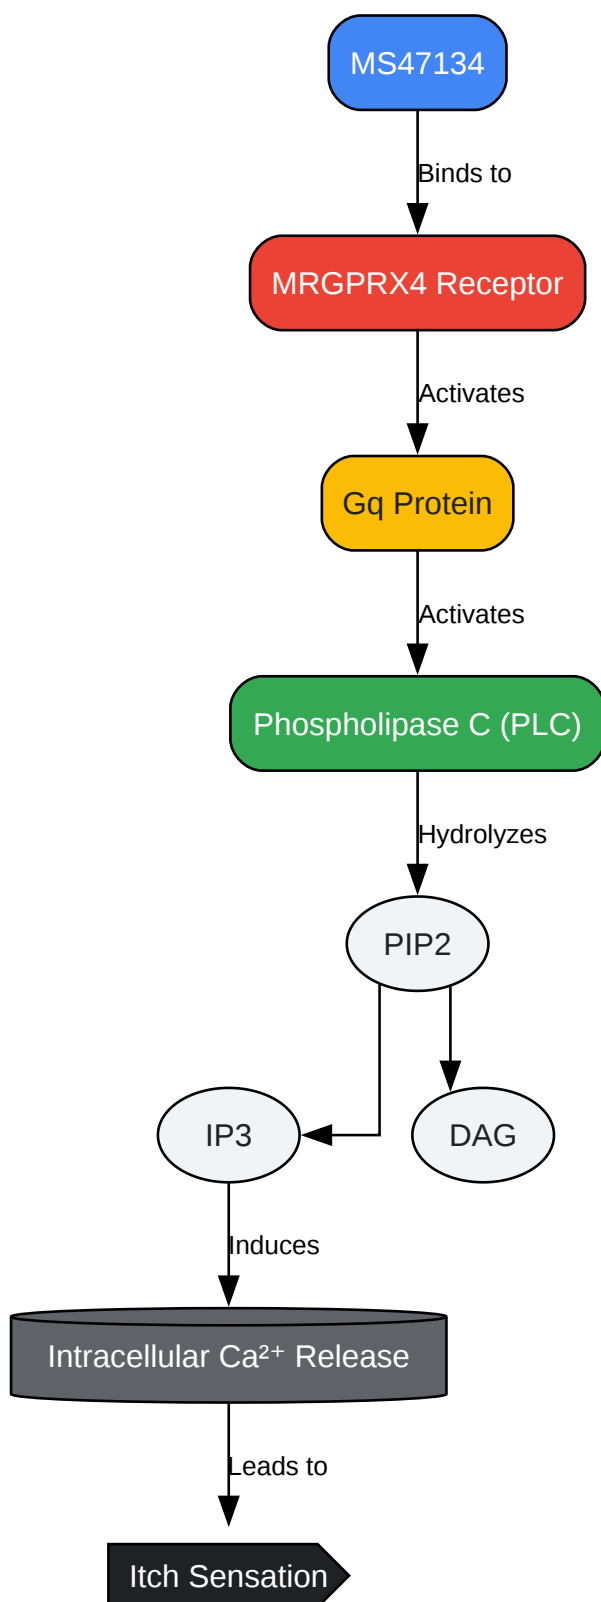 MS47134
Binds to
MRGPRX4 Receptor
Activates
Gq Protein
Activates
Phospholipase C (PLC)
Hydrolyzes
PIP2
IP3
DAG
Induces
Intracellular Ca²⁺ Release
Leads to
Itch Sensation